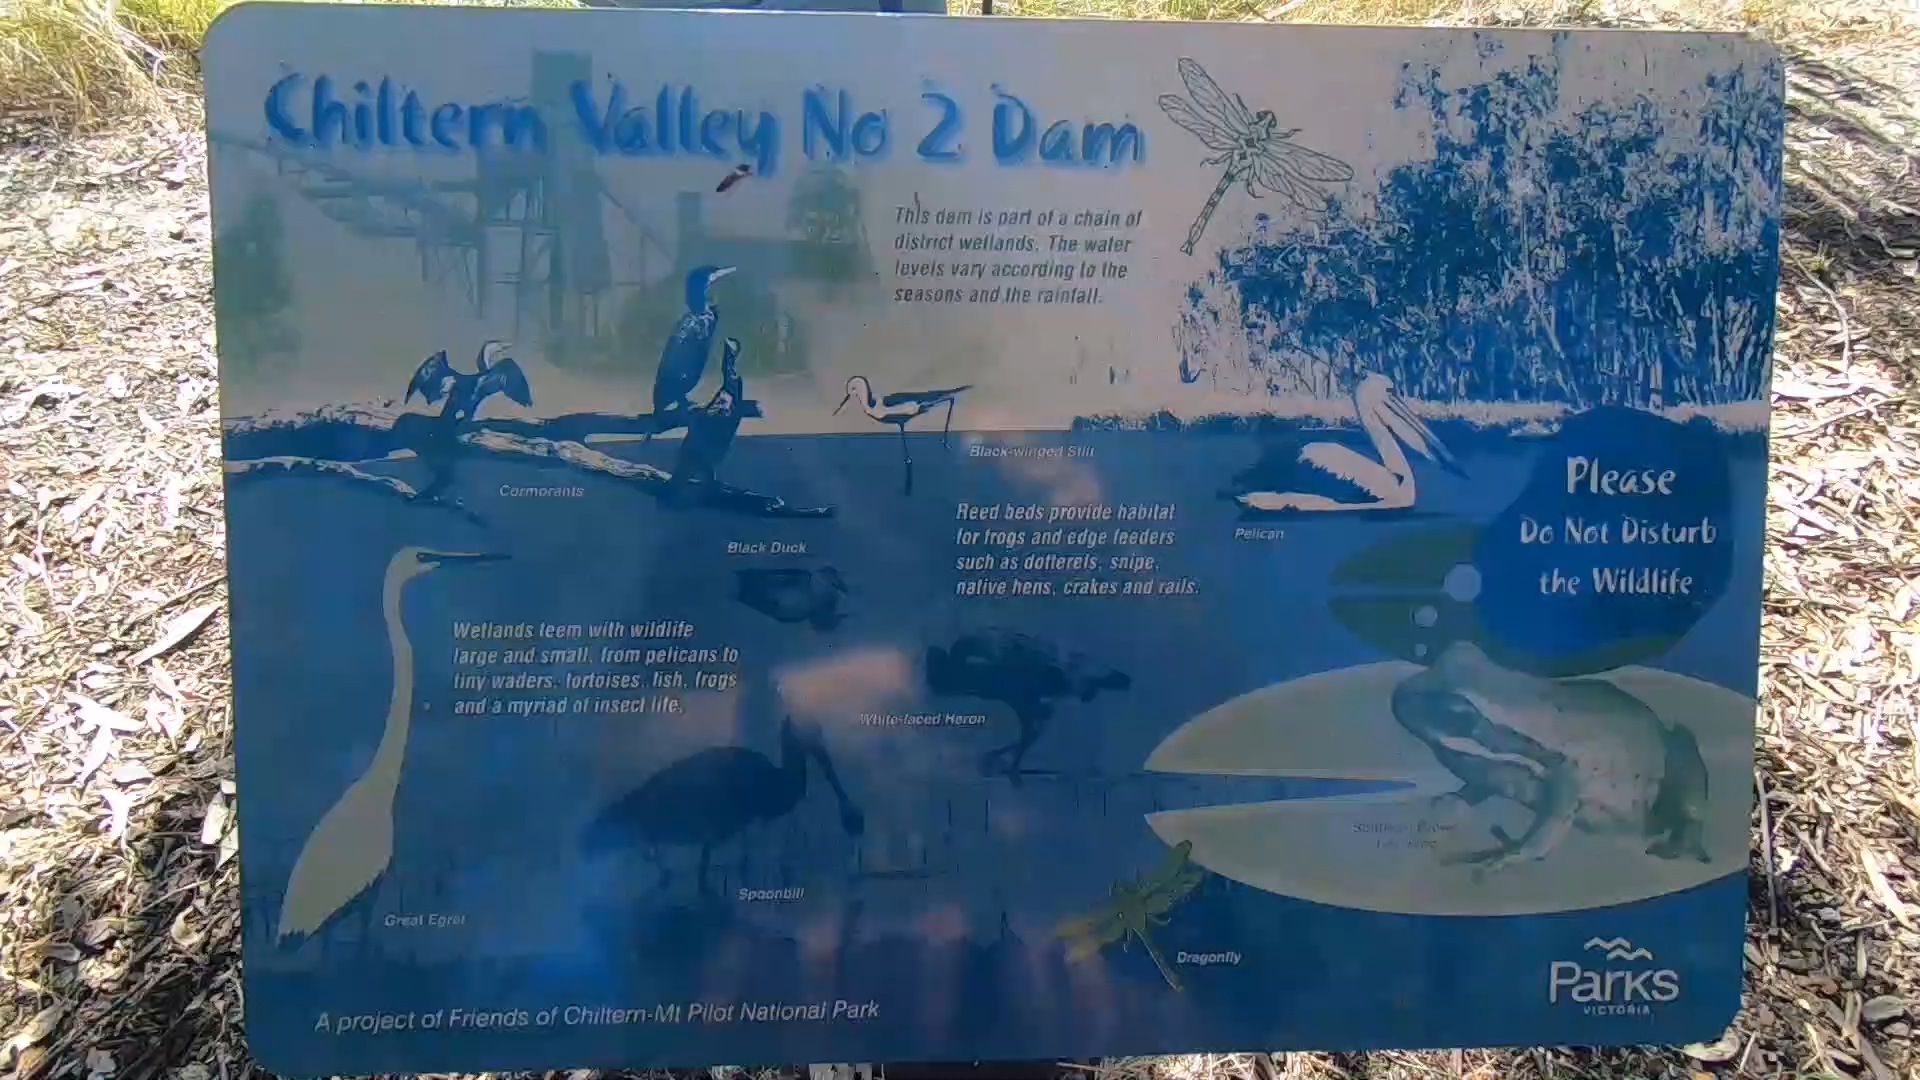 Chiltern Valley No 2 Dam
This dam is part of a chain of
district wetlands. The water
levels vary according to the
seasons and the rainfall.
Black-winged Stilt
Cormorants
Pelican
Black Duck
Reed beds provide habitat
for frogs and edge feeders
such as dotterels, snipe,
native hens, crakes and rails.
Please
Do Not Disturb
the Wildlife
Wetlands teem with wildlife
large and small, from pelicans to
tiny waders, tortoises, fish, frogs
and a myriad of insect life.
White-faced Heron
Southern Brown
Spoonbill
Great Egret
Dragonfly
Parks
VICTORIA
A project of Friends of Chiltern-Mt Pilot National Park